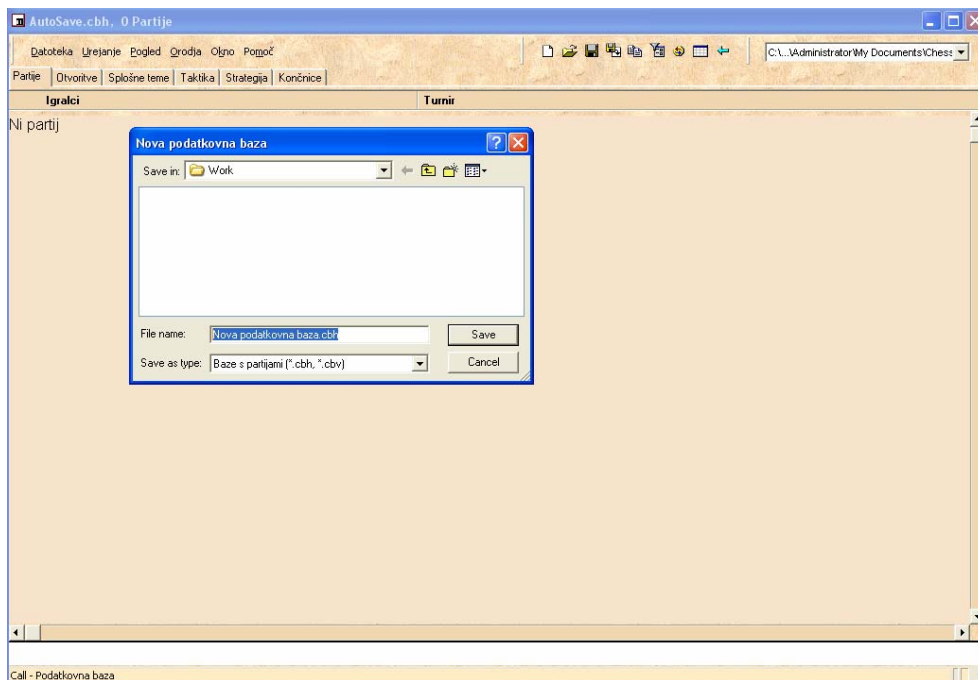 AutoSave.cbh, 0 Partije
Datoteka Urejanje Pogled Orodja Okno Pomoč
C:\...\Administrator\My Documents\Chess
Partije Otvoritve Splošne teme Taktika Strategija Končnice
Igralci Turnir
Ni partij
Nova podatkovna baza
Save in: Work
File name: Nova podatkovna baza.cbh Save
Save as type: Baze s partijami (*.cbh, *.cbv) Cancel
Call - Podatkovna baza